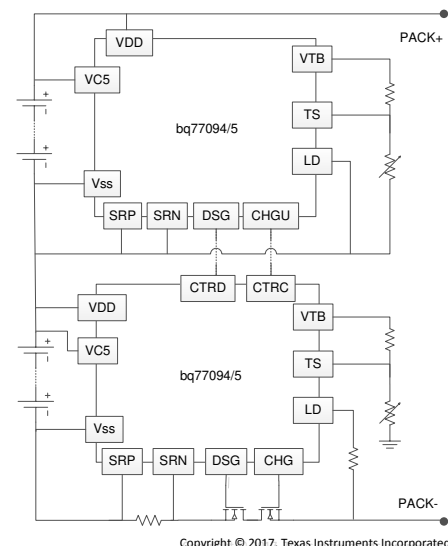 PACK+
VDD
VTB
VC5
TS
bq77094/5
LD
Vss
SRP SRN DSG CHGU
CTRD CTRC
VDD
VTB
VC5
TS
bq77094/5
LD
Vss
SRP SRN DSG CHG
PACK-
Copyright © 2017, Texas Instruments Incorporated